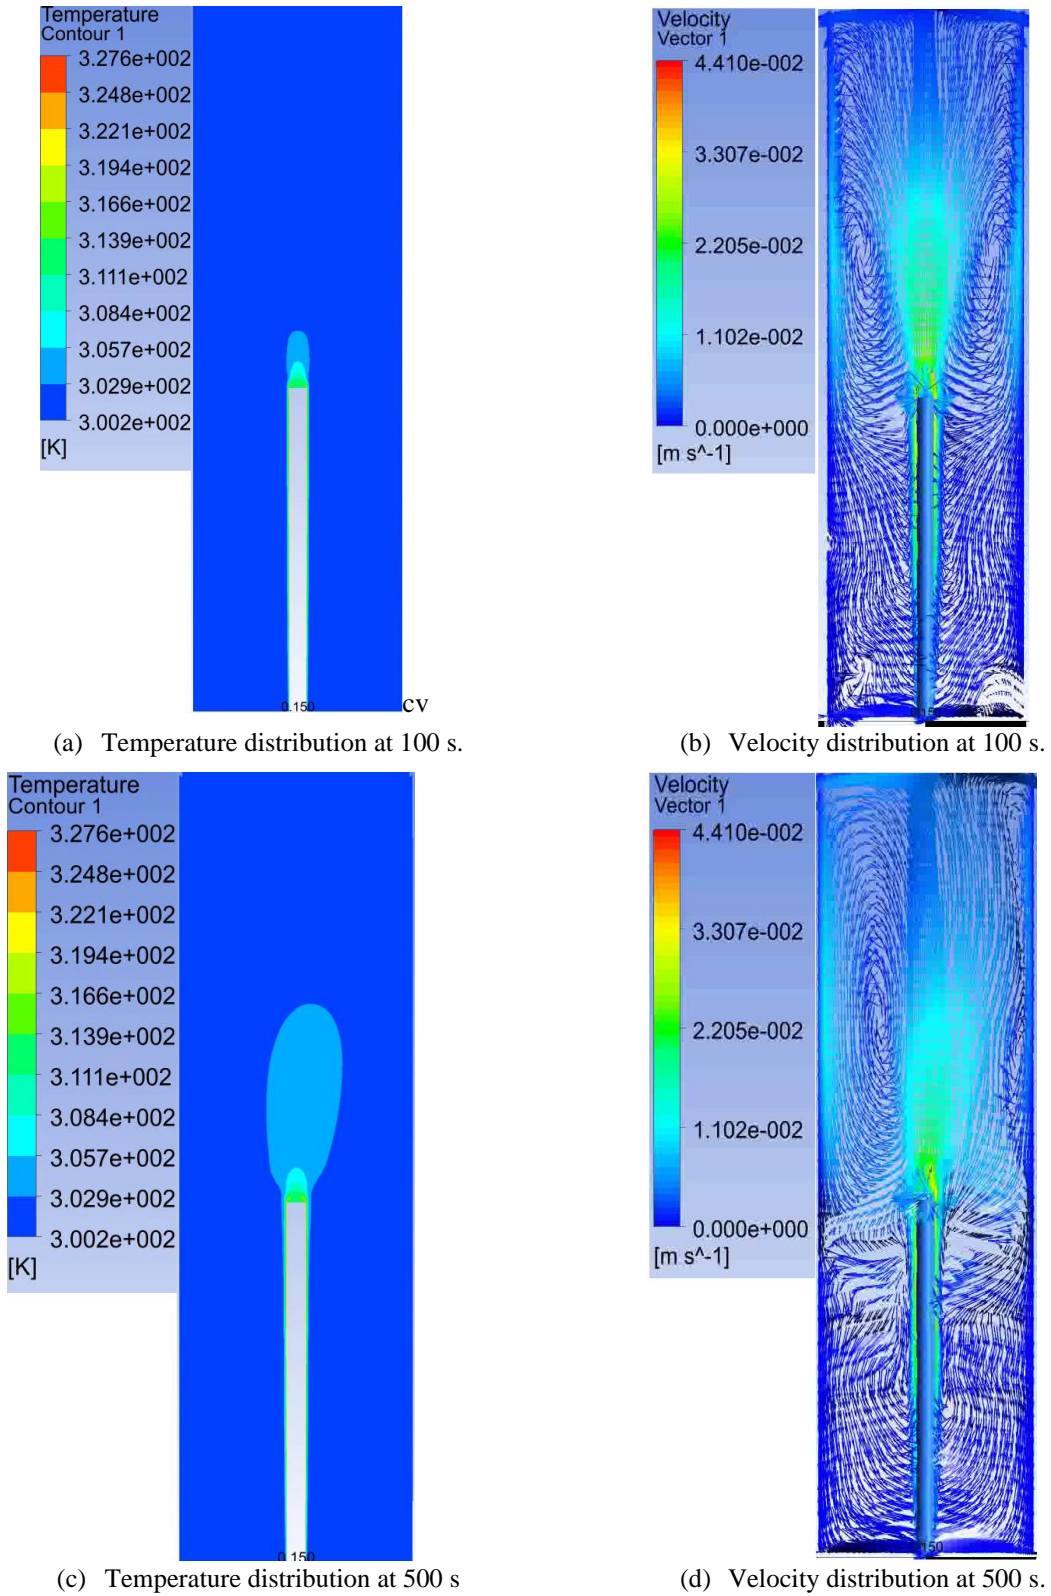 Temperature
Contour 1
3.276e+002
3.248e+002
3.221e+002
3.194e+002
3.166e+002
3.139e+002
3.111e+002
3.084e+002
3.057e+002
3.029e+002
3.002e+002
[K]
0.150
cv
(a) Temperature distribution at 100 s.
Velocity
Vector 1
4.410e-002
3.307e-002
2.205e-002
1.102e-002
0.000e+000
[m s^-1]
(b) Velocity distribution at 100 s.
Temperature
Contour 1
3.276e+002
3.248e+002
3.221e+002
3.194e+002
3.166e+002
3.139e+002
3.111e+002
3.084e+002
3.057e+002
3.029e+002
3.002e+002
[K]
0.150
(c) Temperature distribution at 500 s
Velocity
Vector 1
4.410e-002
3.307e-002
2.205e-002
1.102e-002
0.000e+000
[m s^-1]
(d) Velocity distribution at 500 s.